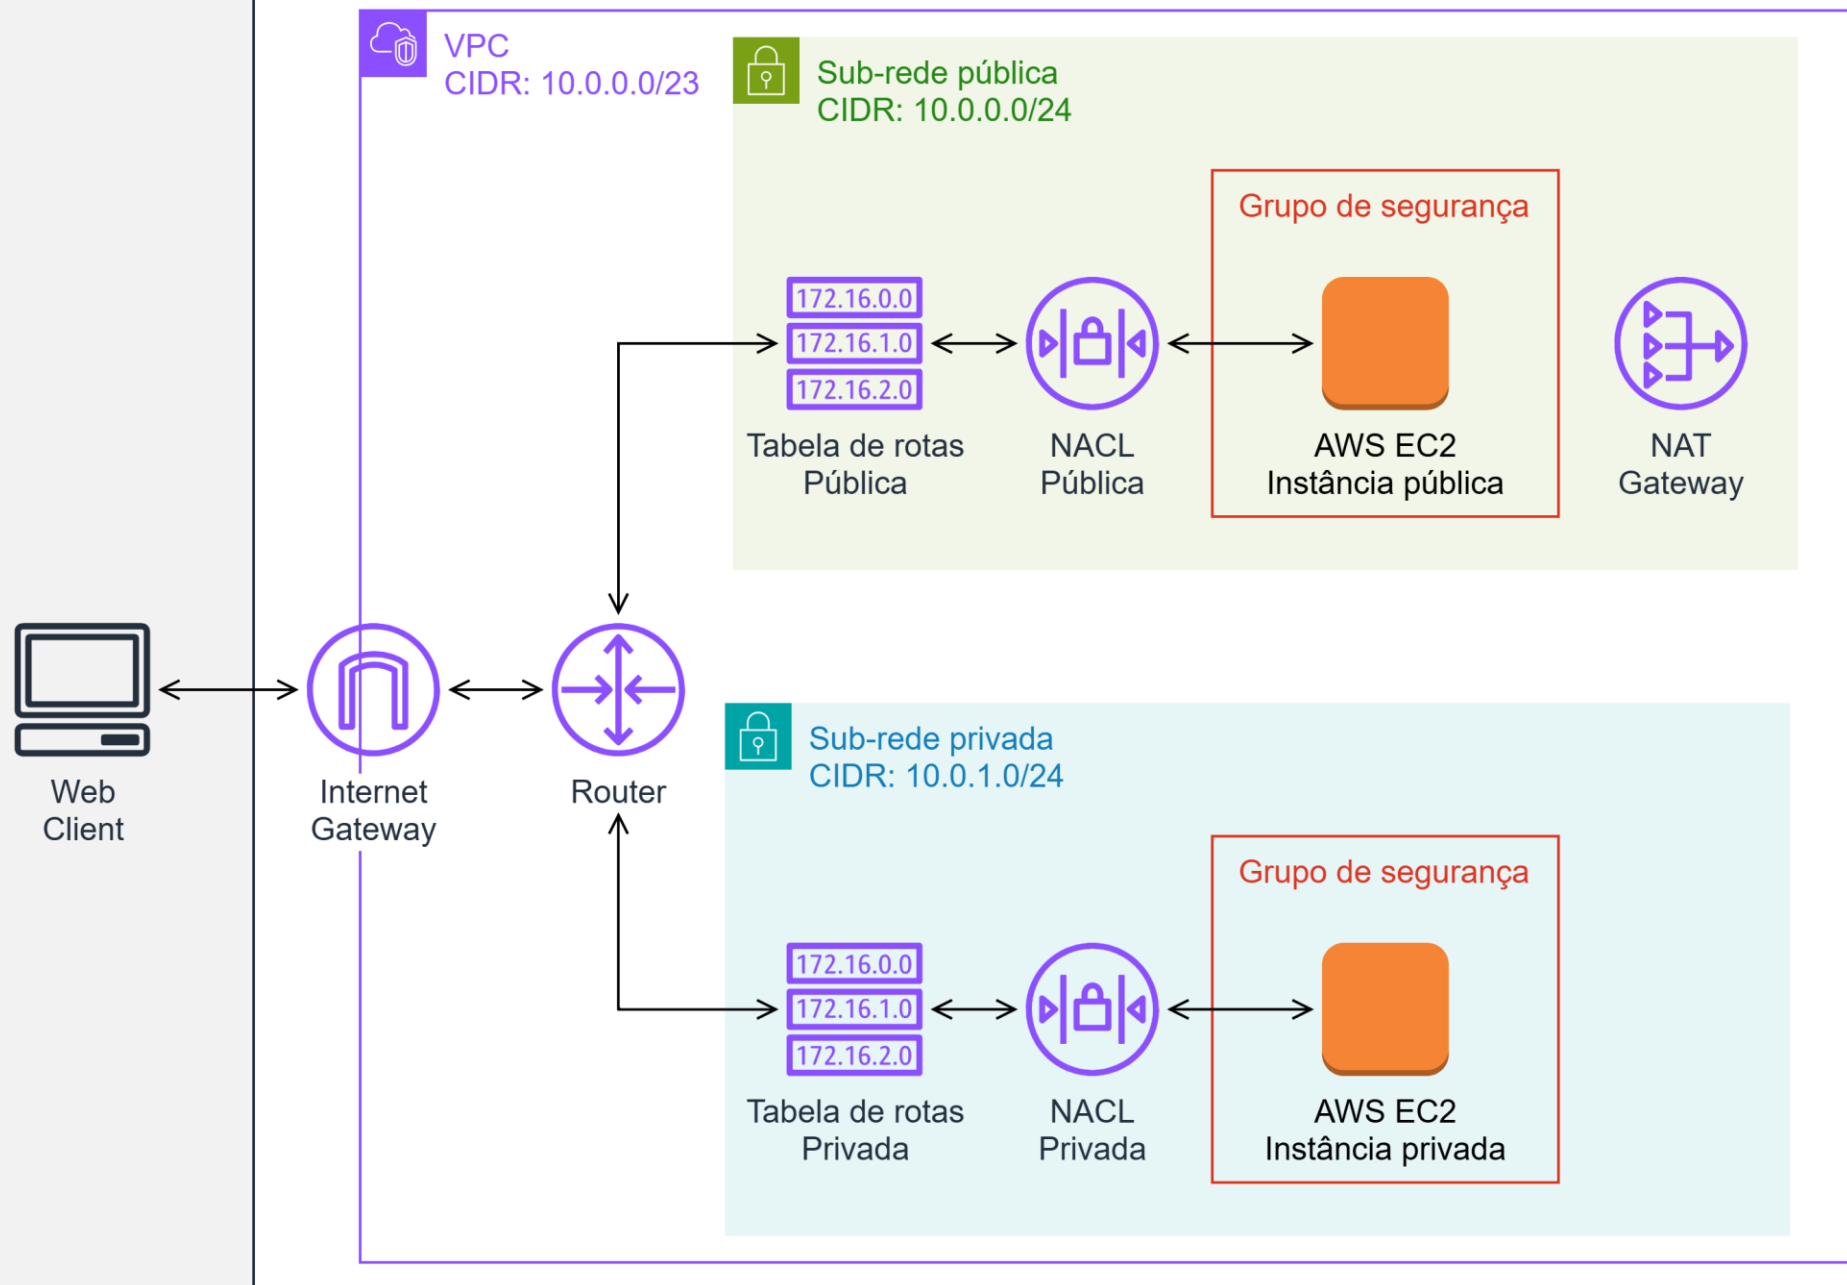 VPC
CIDR: 10.0.0.0/23
Sub-rede pública
CIDR: 10.0.0.0/24
Grupo de segurança
172.16.0.0
172.16.1.0
172.16.2.0
Tabela de rotas
Pública
NACL
Pública
AWS EC2
Instância pública
NAT
Gateway
Web
Client
Internet
Gateway
Router
Sub-rede privada
CIDR: 10.0.1.0/24
Grupo de segurança
172.16.0.0
172.16.1.0
172.16.2.0
Tabela de rotas
Privada
NACL
Privada
AWS EC2
Instância privada